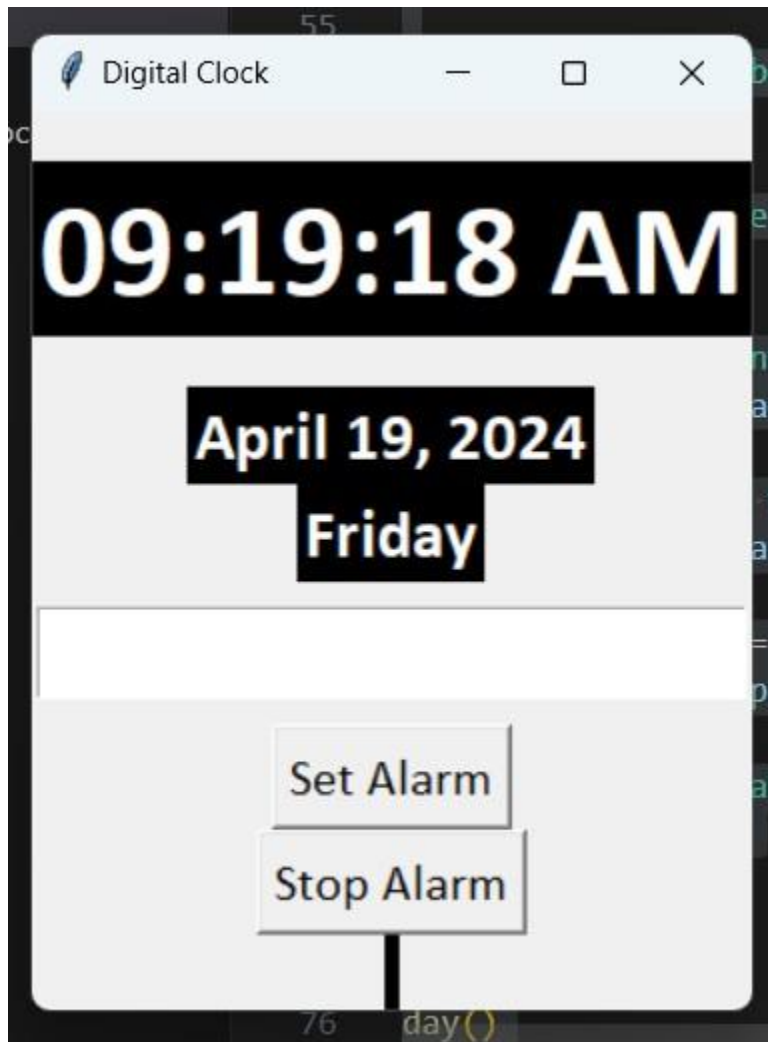 55
Digital Clock
09:19:18 AM
April 19, 2024
Friday
Set Alarm
Stop Alarm
76 day()